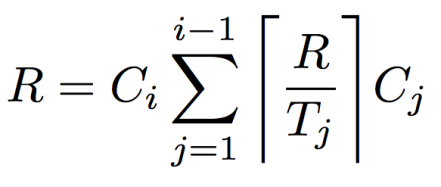 R = C_i \sum_{j=1}^{i-1} \left\lceil \frac{R}{T_j} \right\rceil C_j